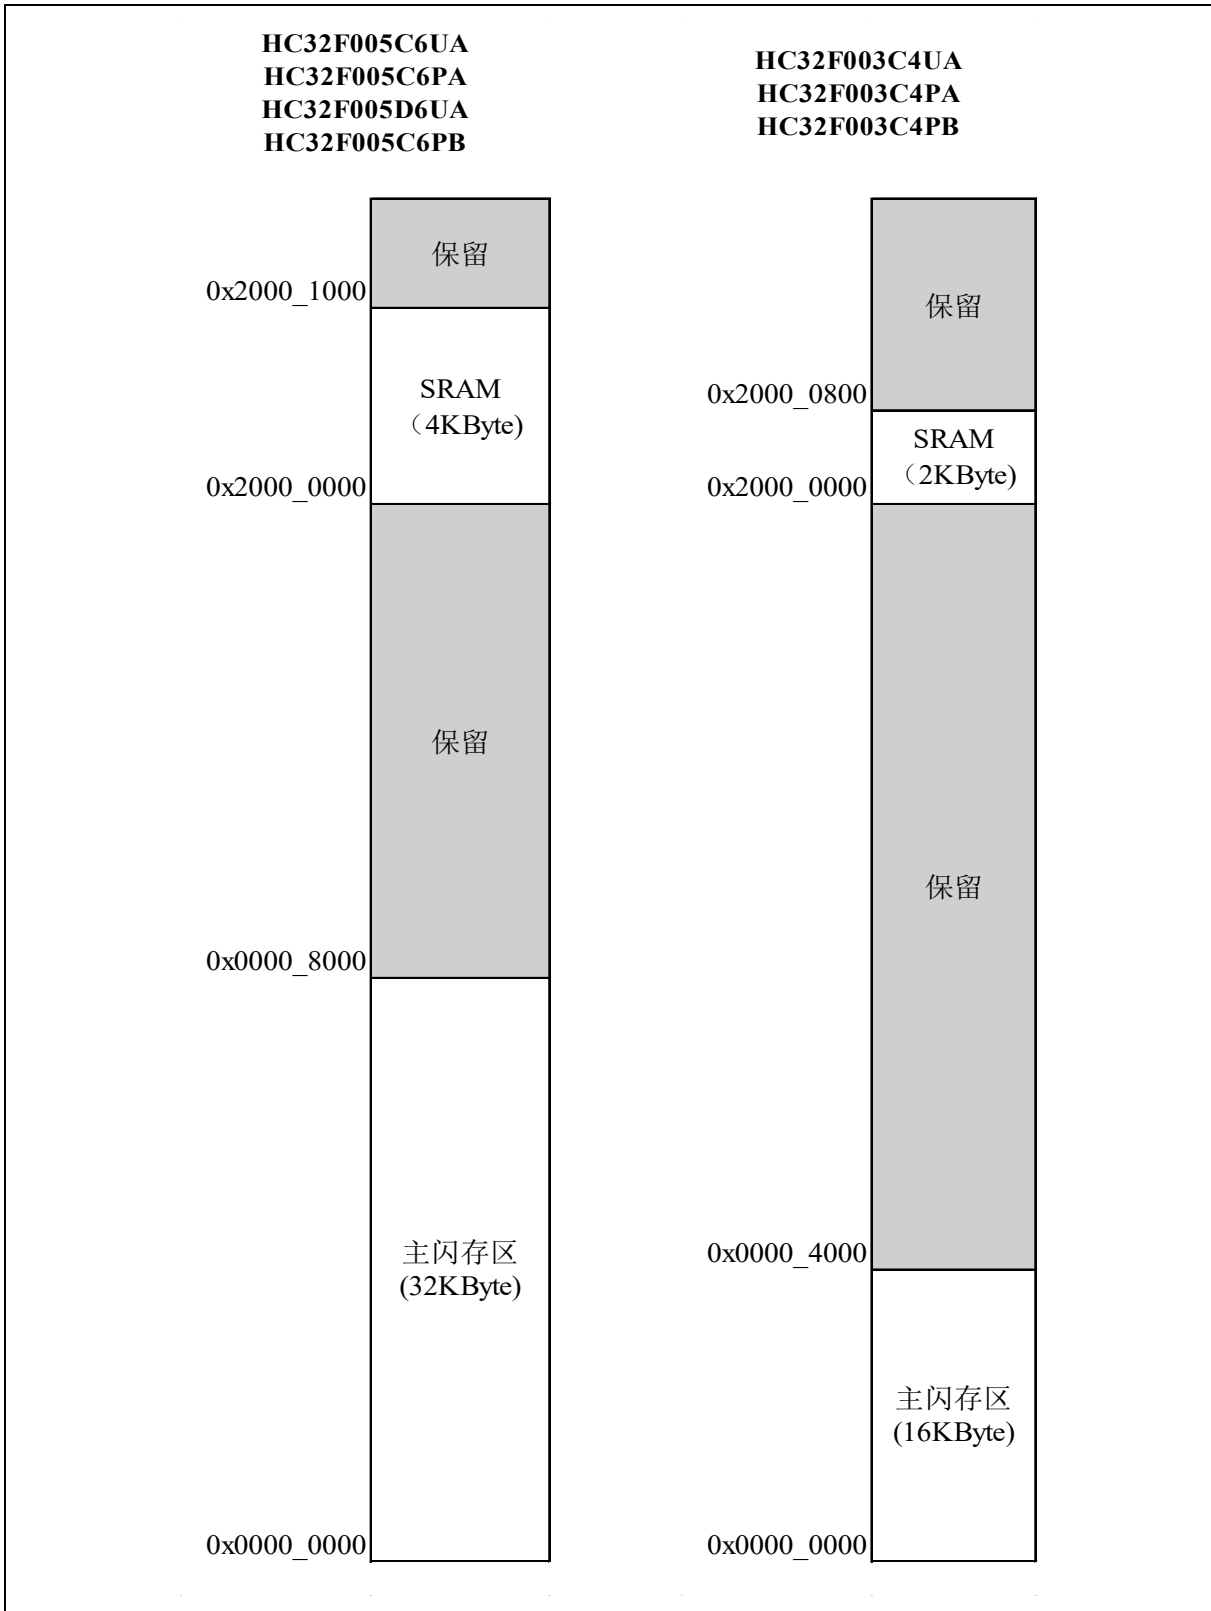 HC32F005C6UA
HC32F005C6PA
HC32F005D6UA
HC32F005C6PB
保留
0x2000_1000
SRAM
（4KByte)
0x2000_0000
保留
0x0000_8000
主闪存区
(32KByte)
0x0000_0000
HC32F003C4UA
HC32F003C4PA
HC32F003C4PB
保留
0x2000_0800
SRAM
（2KByte)
0x2000_0000
保留
0x0000_4000
主闪存区
(16KByte)
0x0000_0000